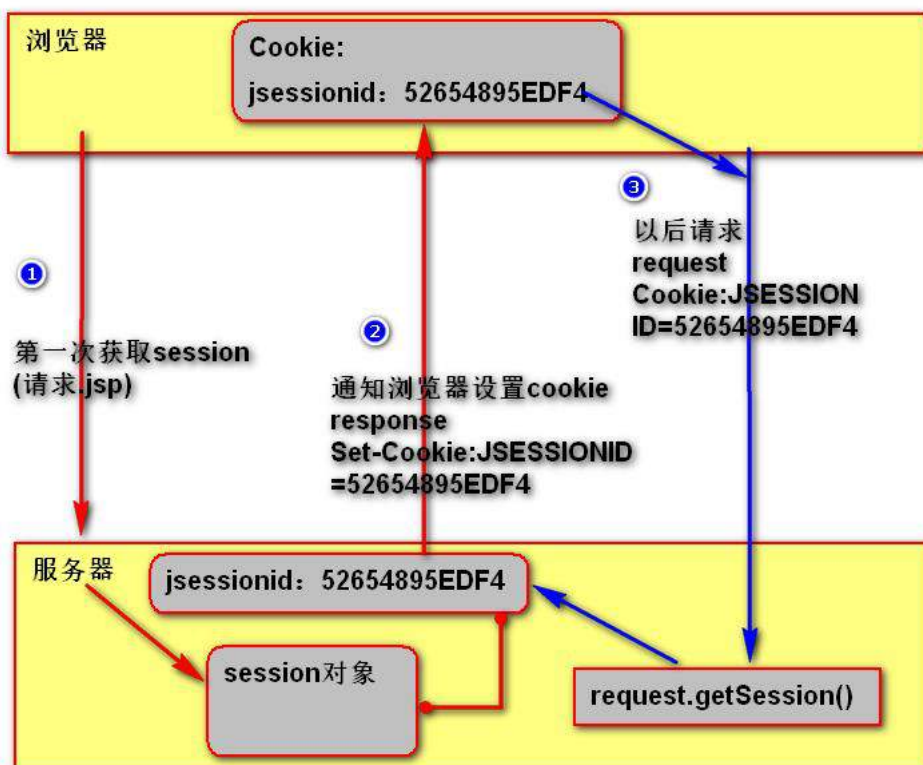 浏览器
Cookie:
jsessionid：52654895EDF4
1
第一次获取session
(请求.jsp)
2
通知浏览器设置cookie
response
Set-Cookie:JSESSIONID
=52654895EDF4
3
以后请求
request
Cookie:JSESSION
ID=52654895EDF4
服务器
jsessionid：52654895EDF4
session对象
request.getSession()